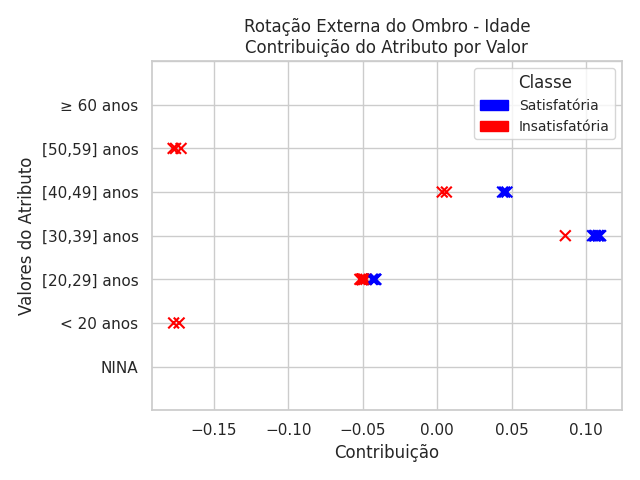 Rotação Externa do Ombro - Idade
Contribuição do Atributo por Valor
Classe
Satisfatória
Insatisfatória
Valores do Atributo
≥ 60 anos
[50,59] anos
[40,49] anos
[30,39] anos
[20,29] anos
< 20 anos
NINA
−0.15
−0.10
−0.05
0.00
0.05
0.10
Contribuição